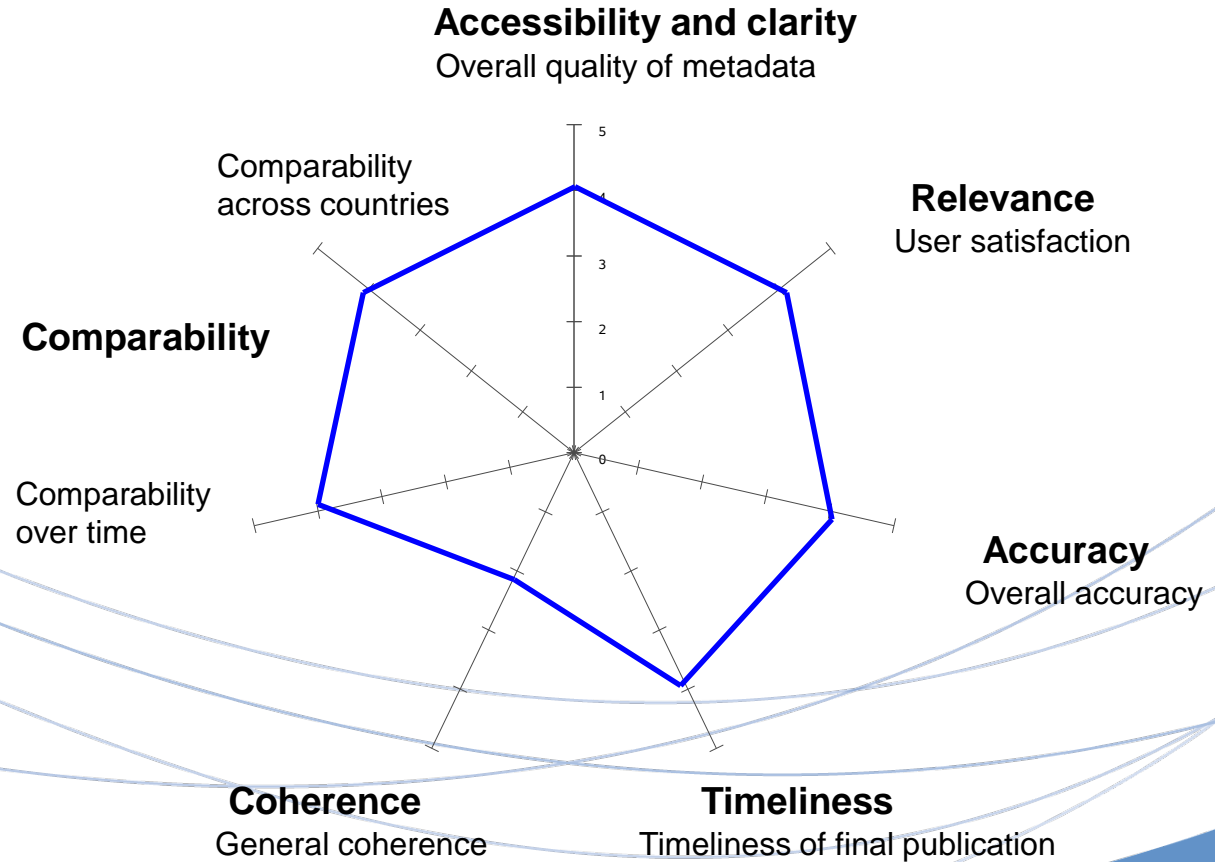 Accessibility and clarity
Overall quality of metadata
5
Comparability
across countries
4
Relevance
User satisfaction
3
2
Comparability
1
0
Comparability
over time
Accuracy
Overall accuracy
Coherence
General coherence
Timeliness
Timeliness of final publication